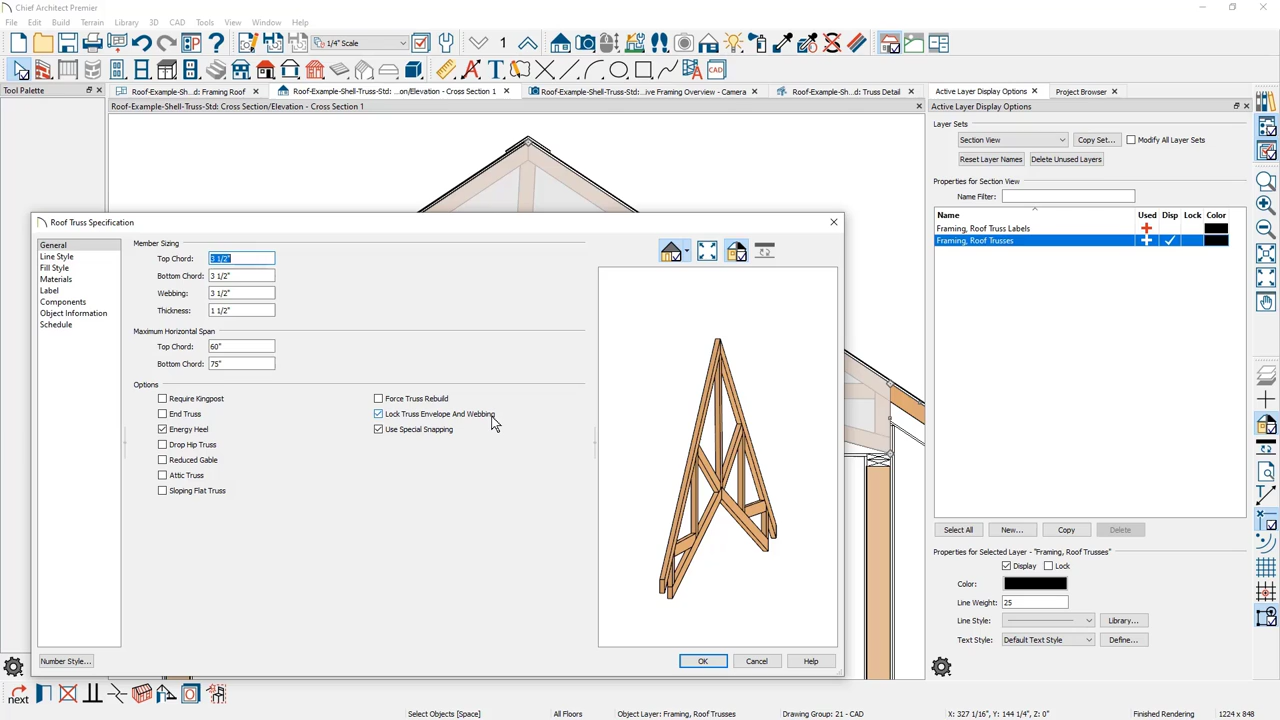 Chief Architect Premier
File Edit Build Terrain Library 3D CAD Tools View Window Help
1/4" Scale
1
CAD
Tool Palette
Roof-Example-Sh...d: Framing Roof
Roof-Example-Shell-Truss-Std: ...on/Elevation - Cross Section 1
Roof-Example-Shell-Truss-Std:...ive Framing Overview - Camera
Roof-Example-Sh...d: Truss Detail
Active Layer Display Options
Project Browser
Roof-Example-Shell-Truss-Std: Cross Section/Elevation - Cross Section 1
Active Layer Display Options
Layer Sets
Section View
Copy Set...
Modify All Layer Sets
Reset Layer Names
Delete Unused Layers
Properties for Section View
Name Filter:
Name Used Disp Lock Color
Framing, Roof Truss Labels
Framing, Roof Trusses
Roof Truss Specification
General
Line Style
Fill Style
Materials
Label
Components
Object Information
Schedule
Member Sizing
Top Chord: 3 1/2"
Bottom Chord: 3 1/2"
Webbing: 3 1/2"
Thickness: 1 1/2"
Maximum Horizontal Span
Top Chord: 60"
Bottom Chord: 75"
Options
Require Kingpost
End Truss
Energy Heel
Drop Hip Truss
Reduced Gable
Attic Truss
Sloping Flat Truss
Force Truss Rebuild
Lock Truss Envelope And Webbing
Use Special Snapping
Number Style...
OK
Cancel
Help
Select All
New...
Copy
Delete
Properties for Selected Layer - "Framing, Roof Trusses"
Display
Lock
Color:
Line Weight: 25
Line Style:
Library...
Text Style: Default Text Style
Define...
next
Select Objects [Space]
All Floors
Object Layer: Framing, Roof Trusses
Drawing Group: 21 - CAD
X: 327 1/16", Y: 144 1/4", Z: 0"
Finished Rendering
1224 x 848